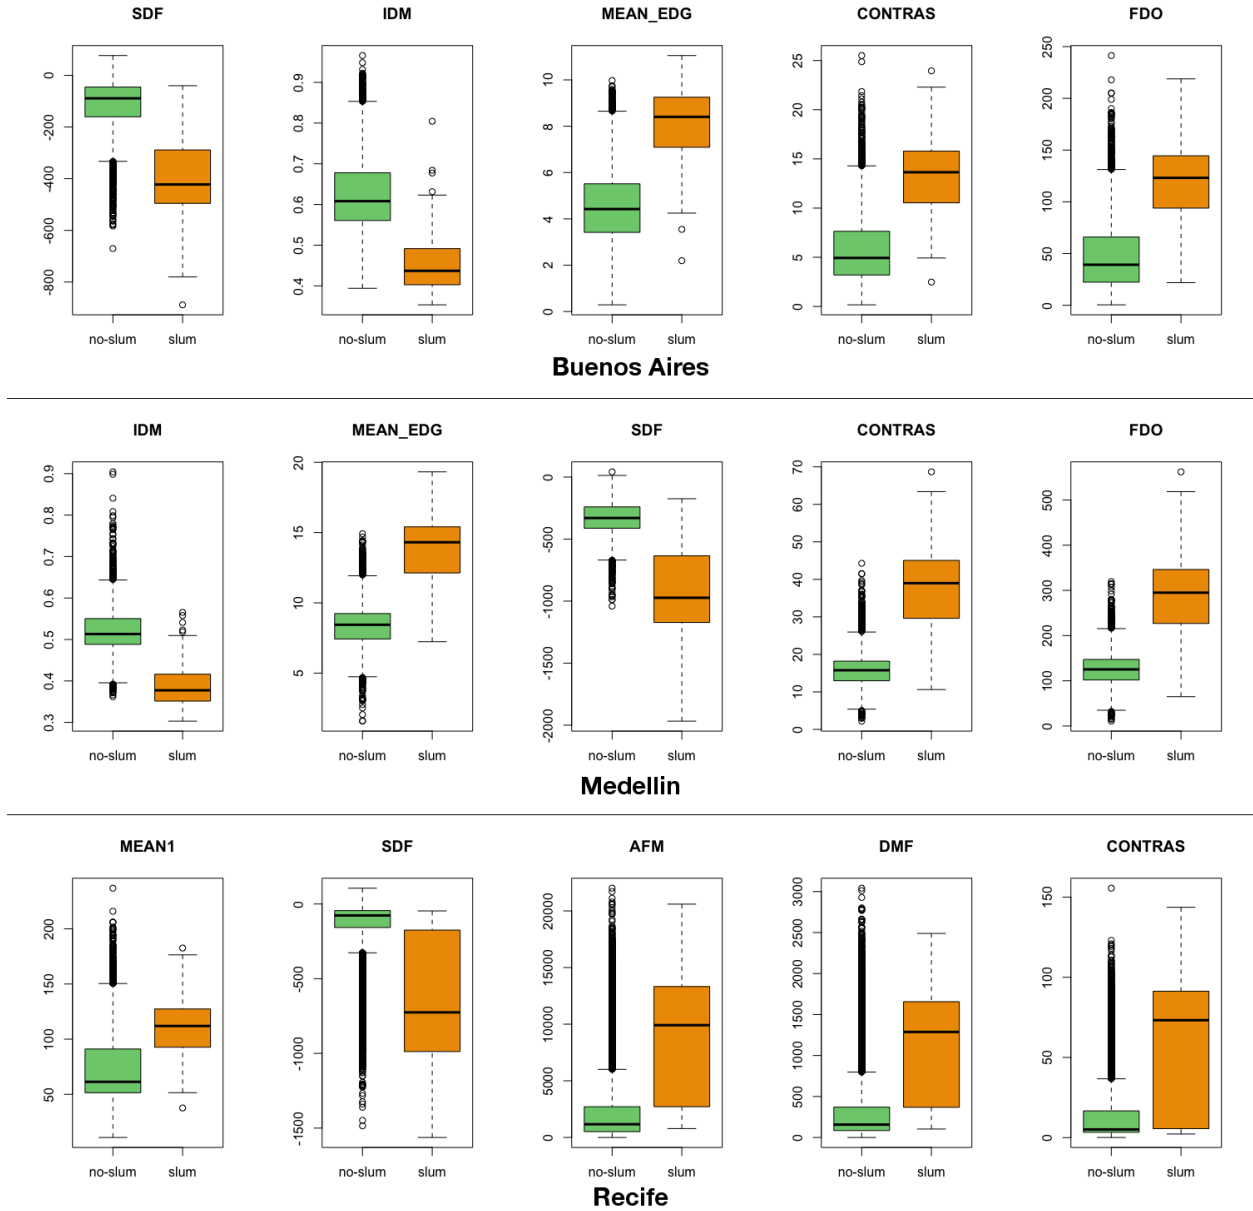 SDF IDM MEAN_EDG CONTRAS FDO
0 -200 -400 -600 -800
0.9 0.8 0.7 0.6 0.5 0.4
10 8 6 4 2 0
25 20 15 10 5 0
250 200 150 100 50 0
no-slum slum no-slum slum no-slum slum no-slum slum no-slum slum
Buenos Aires
IDM MEAN_EDG SDF CONTRAS FDO
0.9 0.8 0.7 0.6 0.5 0.4 0.3
20 15 10 5
0 -500 -1000 -1500 -2000
70 60 50 40 30 20 10 0
500 400 300 200 100 0
no-slum slum no-slum slum no-slum slum no-slum slum no-slum slum
Medellin
MEAN1 SDF AFM DMF CONTRAS
200 150 100 50
0 -500 -1000 -1500
20000 15000 10000 5000 0
3000 2500 2000 1500 1000 500 0
150 100 50 0
no-slum slum no-slum slum no-slum slum no-slum slum no-slum slum
Recife